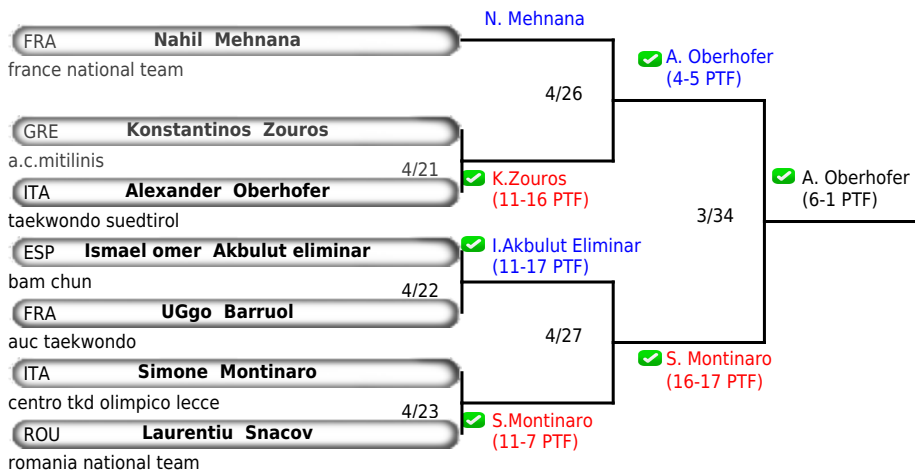 N. Mehnana
FRA Nahil Mehnana
france national team
A. Oberhofer
(4-5 PTF)
4/26
GRE Konstantinos Zouros
a.c.mitilinis
4/21
K.Zouros
(11-16 PTF)
ITA Alexander Oberhofer
taekwondo suedtirol
A. Oberhofer
(6-1 PTF)
3/34
ESP Ismael omer Akbulut eliminar
bam chun
I.Akbulut Eliminar
(11-17 PTF)
4/22
FRA UGgo Barruol
auc taekwondo
4/27
ITA Simone Montinaro
centro tkd olimpico lecce
S. Montinaro
(16-17 PTF)
4/23
S.Montinaro
(11-7 PTF)
ROU Laurentiu Snacov
romania national team